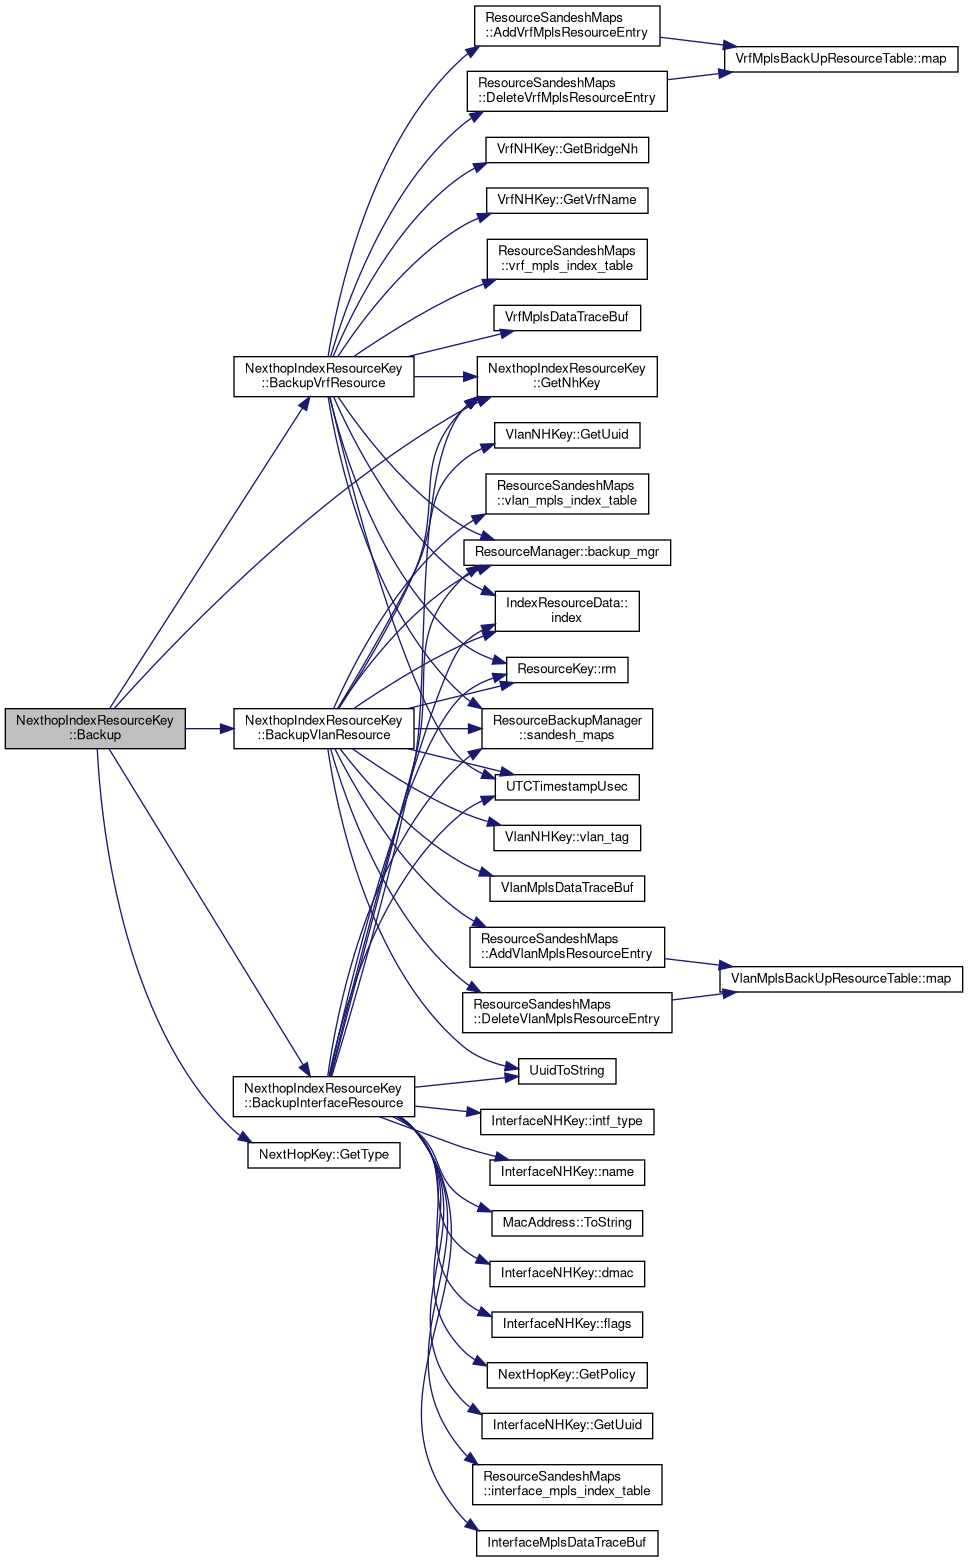 ResourceSandeshMaps
::AddVrfMplsResourceEntry
VrfMplsBackUpResourceTable::map
ResourceSandeshMaps
::DeleteVrfMplsResourceEntry
VrfNHKey::GetBridgeNh
VrfNHKey::GetVrfName
ResourceSandeshMaps
::vrf_mpls_index_table
VrfMplsDataTraceBuf
NexthopIndexResourceKey
::BackupVrfResource
NexthopIndexResourceKey
::GetNhKey
VlanNHKey::GetUuid
ResourceSandeshMaps
::vlan_mpls_index_table
ResourceManager::backup_mgr
IndexResourceData::
index
ResourceKey::rm
NexthopIndexResourceKey
::Backup
NexthopIndexResourceKey
::BackupVlanResource
ResourceBackupManager
::sandesh_maps
UTCTimestampUsec
VlanNHKey::vlan_tag
VlanMplsDataTraceBuf
ResourceSandeshMaps
::AddVlanMplsResourceEntry
VlanMplsBackUpResourceTable::map
ResourceSandeshMaps
::DeleteVlanMplsResourceEntry
UuidToString
NexthopIndexResourceKey
::BackupInterfaceResource
InterfaceNHKey::intf_type
NextHopKey::GetType
InterfaceNHKey::name
MacAddress::ToString
InterfaceNHKey::dmac
InterfaceNHKey::flags
NextHopKey::GetPolicy
InterfaceNHKey::GetUuid
ResourceSandeshMaps
::interface_mpls_index_table
InterfaceMplsDataTraceBuf